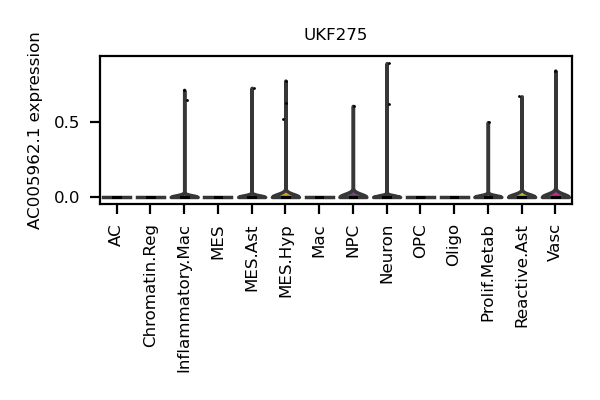 UKF275
AC005962.1 expression
0.5
0.0
AC
Chromatin.Reg
Inflammatory.Mac
MES
MES.Ast
MES.Hyp
Mac
NPC
Neuron
OPC
Oligo
Prolif.Metab
Reactive.Ast
Vasc